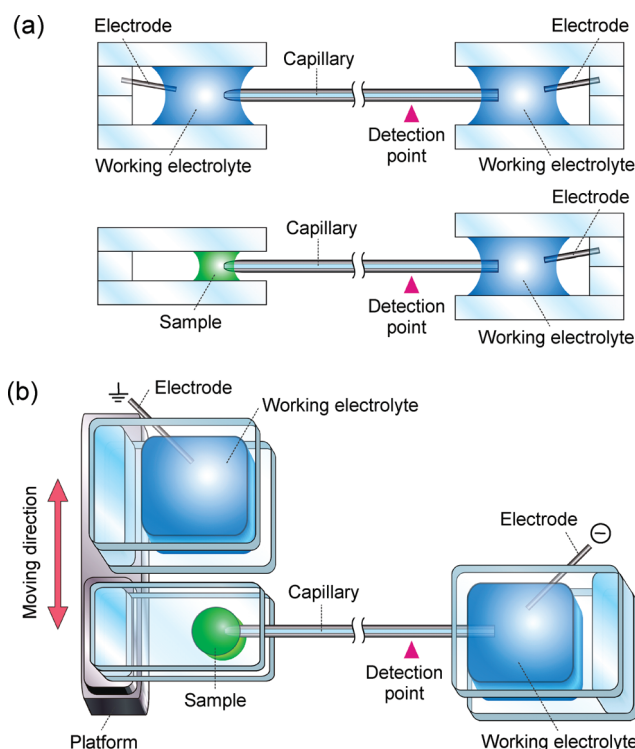 (a)
Electrode
Capillary
Electrode
Working electrolyte
Detection
point
Working electrolyte
Capillary
Electrode
Sample
Detection
point
Working electrolyte
(b)
Electrode
Working electrolyte
Moving direction
Electrode
−
Capillary
Sample
Detection
point
Platform
Working electrolyte